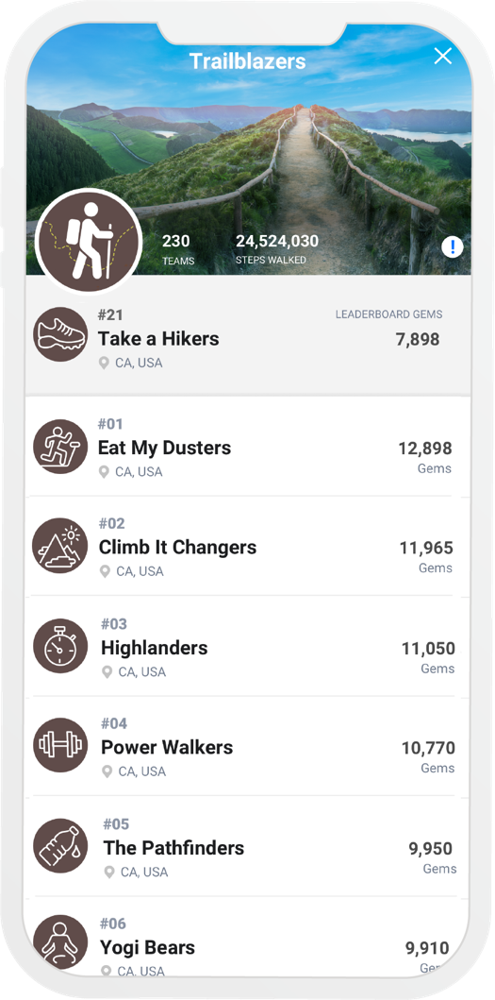 Trailblazers
230
TEAMS
24,524,030
STEPS WALKED
!
#21
Take a Hikers
CA, USA
LEADERBOARD GEMS
7,898
#01
Eat My Dusters
CA, USA
12,898
Gems
#02
Climb It Changers
CA, USA
11,965
Gems
#03
Highlanders
CA, USA
11,050
Gems
#04
Power Walkers
CA, USA
10,770
Gems
#05
The Pathfinders
CA, USA
9,950
Gems
#06
Yogi Bears
CA, USA
9,910